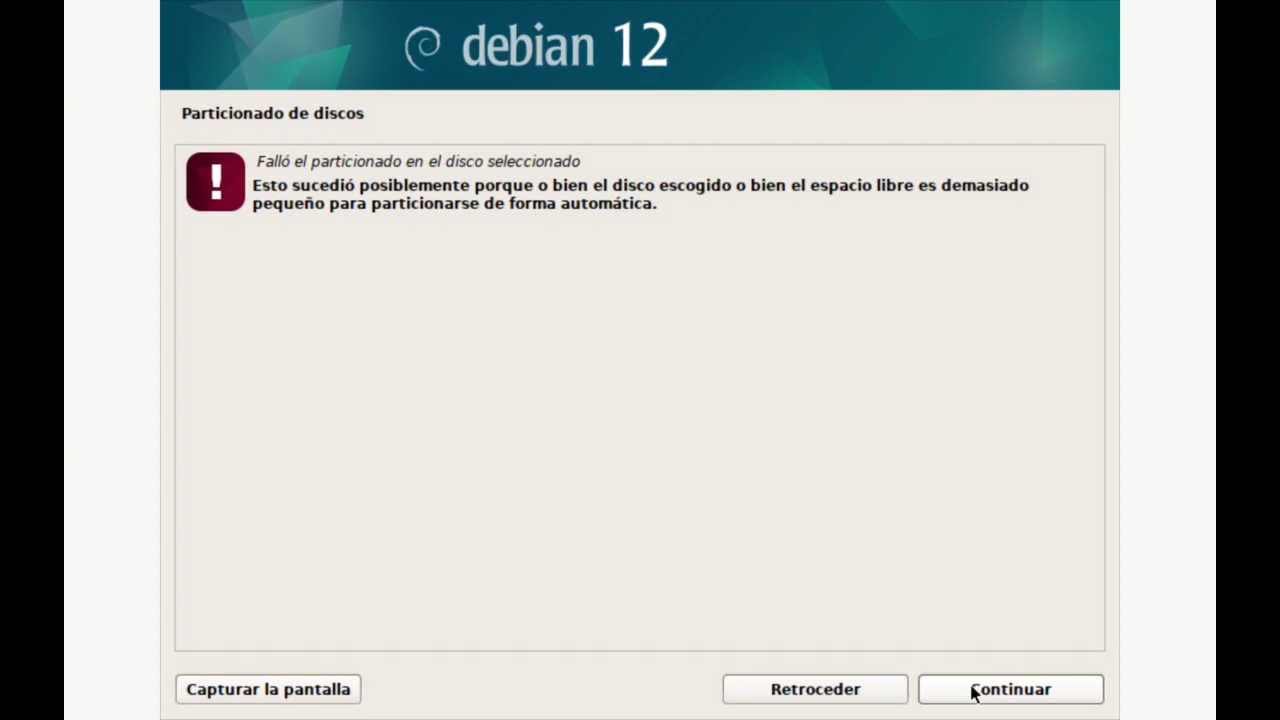 debian 12
Particionado de discos
!
Falló el particionado en el disco seleccionado
Esto sucedió posiblemente porque o bien el disco escogido o bien el espacio libre es demasiado
pequeño para particionarse de forma automática.
Capturar la pantalla
Retroceder
Continuar